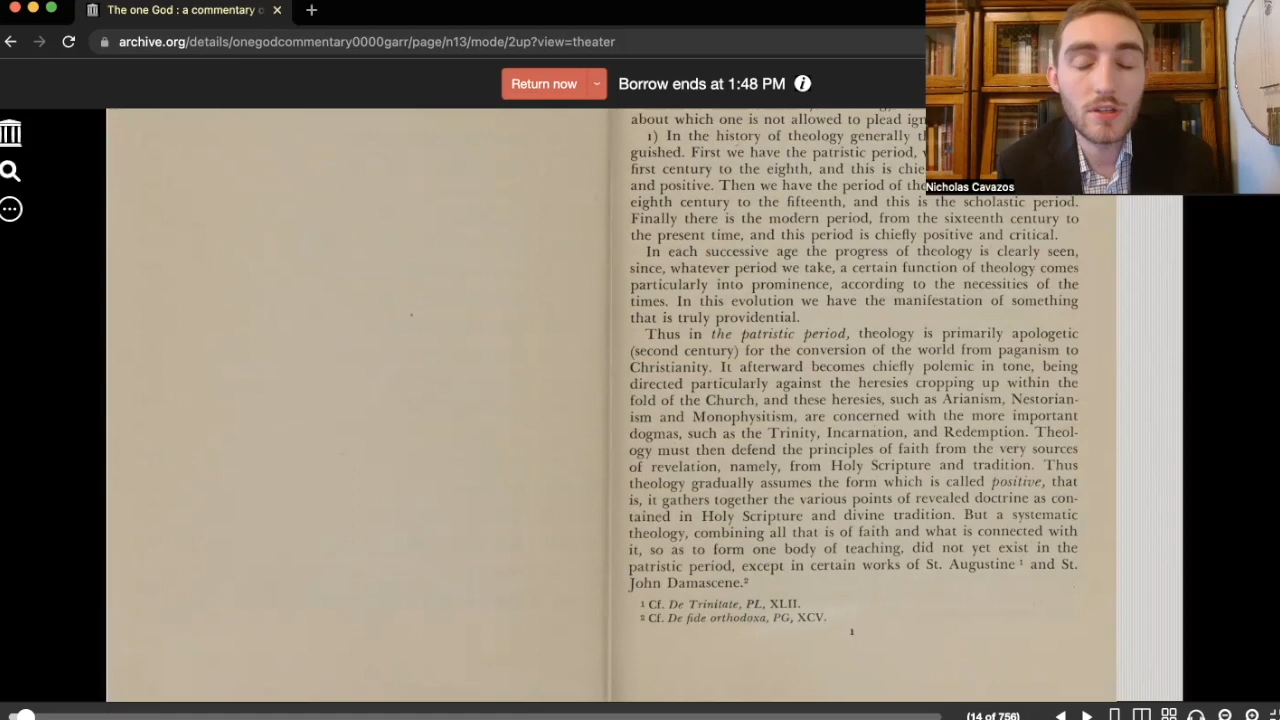 The one God : a commentary o
archive.org/details/onegodcommentary0000garr/page/n13/mode/2up?view=theater
Return now
Borrow ends at 1:48 PM
i
Nicholas Cavazos
about which one is not allowed to plead ign
1) In the history of theology generally t
guished. First we have the patristic period,
first century to the eighth, and this is chie
and positive. Then we have the period of the
eighth century to the fifteenth, and this is the scholastic period.
Finally there is the modern period, from the sixteenth century to
the present time, and this period is chiefly positive and critical.
In each successive age the progress of theology is clearly seen,
since, whatever period we take, a certain function of theology comes
particularly into prominence, according to the necessities of the
times. In this evolution we have the manifestation of something
that is truly providential.
Thus in the patristic period, theology is primarily apologetic
(second century) for the conversion of the world from paganism to
Christianity. It afterward becomes chiefly polemic in tone, being
directed particularly against the heresies cropping up within the
fold of the Church, and these heresies, such as Arianism, Nestorian-
ism and Monophysitism, are concerned with the more important
dogmas, such as the Trinity, Incarnation, and Redemption. Theol-
ogy must then defend the principles of faith from the very sources
of revelation, namely, from Holy Scripture and tradition. Thus
theology gradually assumes the form which is called positive, that
is, it gathers together the various points of revealed doctrine as con-
tained in Holy Scripture and divine tradition. But a systematic
theology, combining all that is of faith and what is connected with
it, so as to form one body of teaching, did not yet exist in the
patristic period, except in certain works of St. Augustine 1 and St.
John Damascene.2
1 Cf. De Trinitate, PL, XLII.
2 Cf. De fide orthodoxa, PG, XCV.
1
(14 of 756)